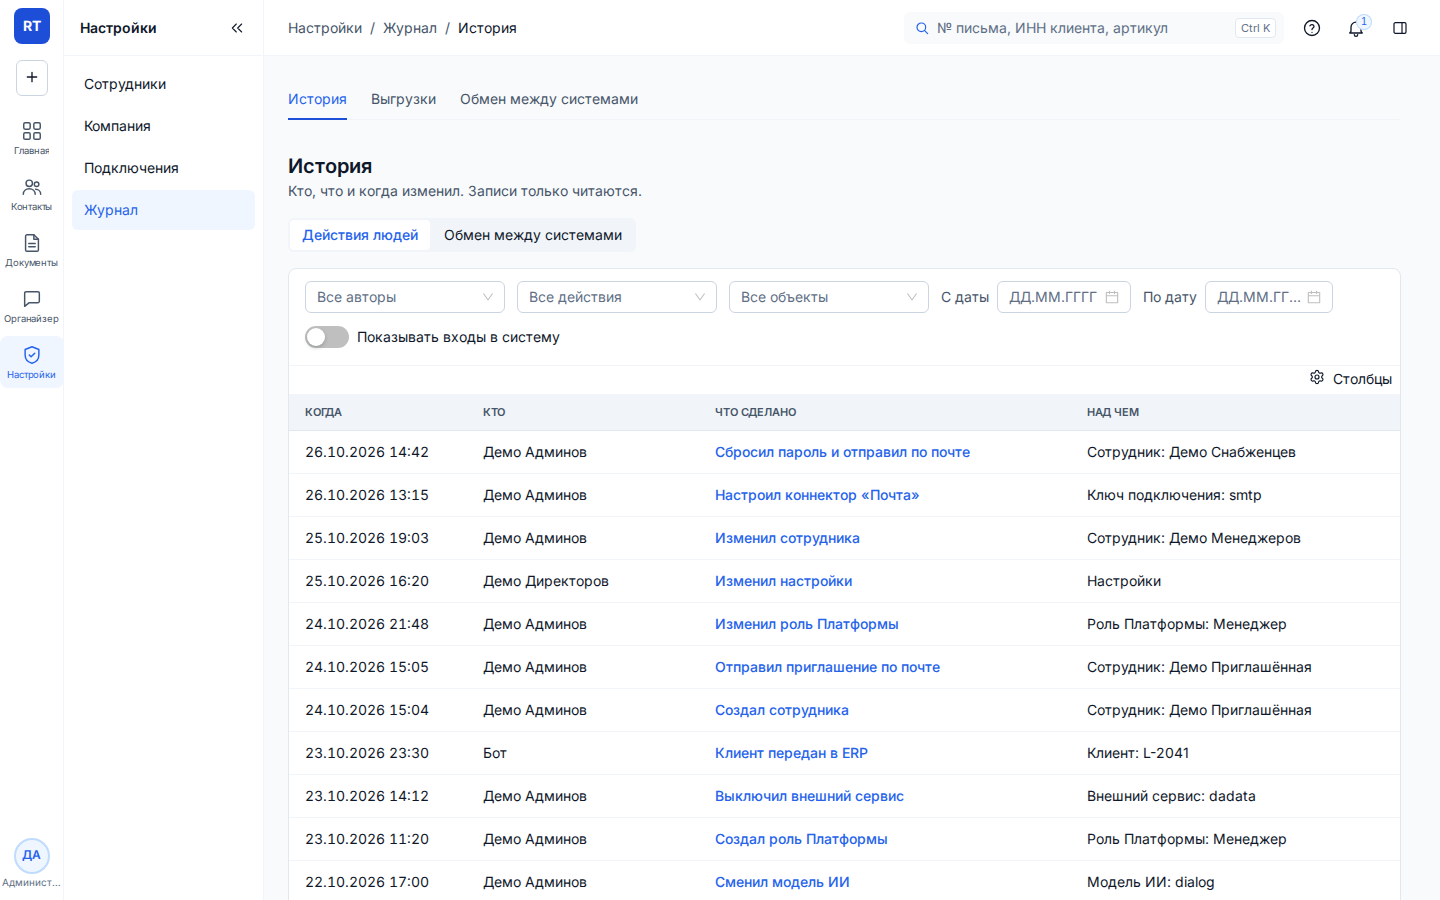 RT
Настройки
Настройки / Журнал / История
№ письма, ИНН клиента, артикул
Ctrl K
1
Главная
Контакты
Документы
Органайзер
Настройки
ДА
Админист...
Сотрудники
Компания
Подключения
Журнал
История Выгрузки Обмен между системами
История
Кто, что и когда изменил. Записи только читаются.
Действия людей Обмен между системами
Все авторы Все действия Все объекты С даты ДД.ММ.ГГГГ По дату ДД.ММ.ГГ...
Показывать входы в систему
Столбцы
КОГДА КТО ЧТО СДЕЛАНО НАД ЧЕМ
26.10.2026 14:42 Демо Админов Сбросил пароль и отправил по почте Сотрудник: Демо Снабженцев
26.10.2026 13:15 Демо Админов Настроил коннектор «Почта» Ключ подключения: smtp
25.10.2026 19:03 Демо Админов Изменил сотрудника Сотрудник: Демо Менеджеров
25.10.2026 16:20 Демо Директоров Изменил настройки Настройки
24.10.2026 21:48 Демо Админов Изменил роль Платформы Роль Платформы: Менеджер
24.10.2026 15:05 Демо Админов Отправил приглашение по почте Сотрудник: Демо Приглашённая
24.10.2026 15:04 Демо Админов Создал сотрудника Сотрудник: Демо Приглашённая
23.10.2026 23:30 Бот Клиент передан в ERP Клиент: L-2041
23.10.2026 14:12 Демо Админов Выключил внешний сервис Внешний сервис: dadata
23.10.2026 11:20 Демо Админов Создал роль Платформы Роль Платформы: Менеджер
22.10.2026 17:00 Демо Админов Сменил модель ИИ Модель ИИ: dialog